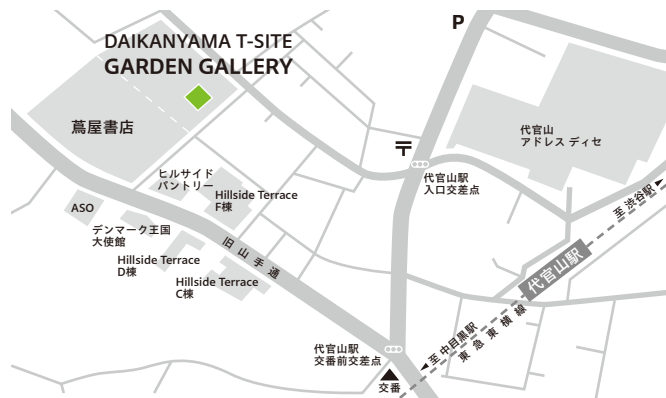 DAIKANYAMA T-SITE
GARDEN GALLERY
P
蔦屋書店
代官山
アドレス ディセ
〒
代官山駅
入口交差点
ヒルサイド
パントリー
Hillside Terrace
F棟
ASO
デンマーク王国
大使館
Hillside Terrace
D棟
Hillside Terrace
C棟
旧山手通
至 渋谷駅
代官山駅
至 中目黒駅
東急東横線
代官山駅
交番前交差点
交番